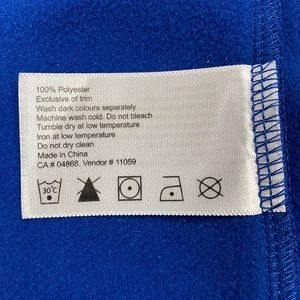 100% Polyester
Exclusive of trim
Wash dark colours separately
Machine wash cold. Do not bleach
Tumble dry at low temperature
Iron at low temperature
Do not dry clean
Made in China
CA # 04868. Vendor # 11059
30°C